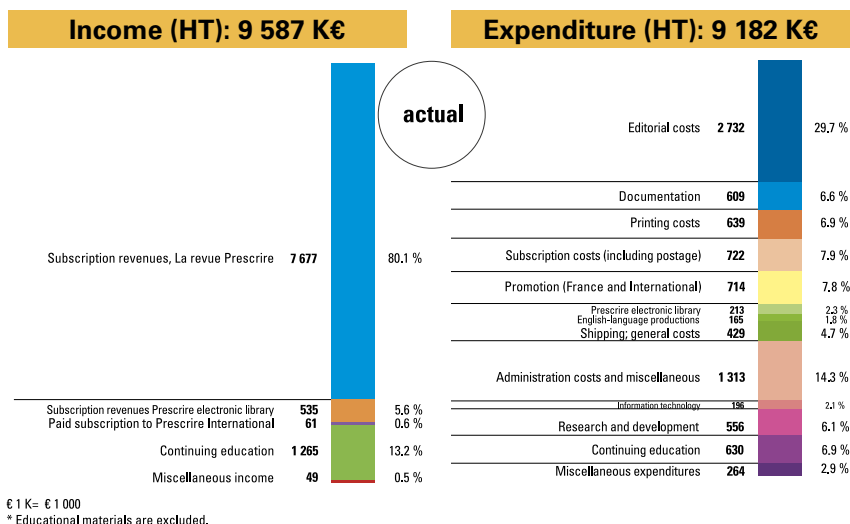 Income (HT): 9 587 K€
actual
Subscription revenues, La revue Prescrire 7 677 80.1 %
Subscription revenues Prescrire electronic library 535 5.6 %
Paid subscription to Prescrire International 61 0.6 %
Continuing education 1 265 13.2 %
Miscellaneous income 49 0.5 %
Expenditure (HT): 9 182 K€
Editorial costs 2 732 29.7 %
Documentation 609 6.6 %
Printing costs 639 6.9 %
Subscription costs (including postage) 722 7.9 %
Promotion (France and International) 714 7.8 %
Prescrire electronic library 213 2.3 %
English-language productions 165 1.8 %
Shipping; general costs 429 4.7 %
Administration costs and miscellaneous 1 313 14.3 %
Information technology 196 2.1 %
Research and development 556 6.1 %
Continuing education 630 6.9 %
Miscellaneous expenditures 264 2.9 %
€ 1 K= € 1 000
* Educational materials are excluded.